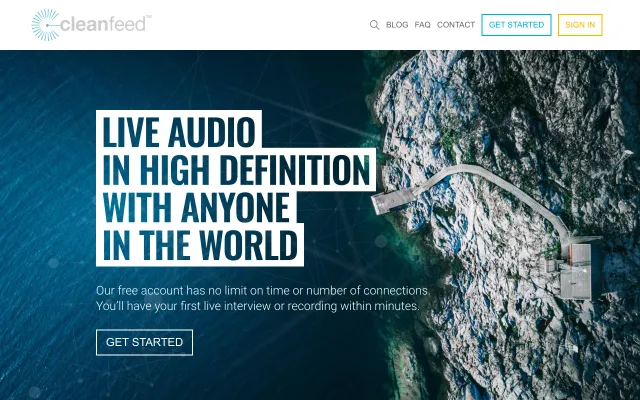 cleanfeed™
BLOG FAQ CONTACT GET STARTED SIGN IN
LIVE AUDIO
IN HIGH DEFINITION
WITH ANYONE
IN THE WORLD
Our free account has no limit on time or number of connections.
You'll have your first live interview or recording within minutes.
GET STARTED